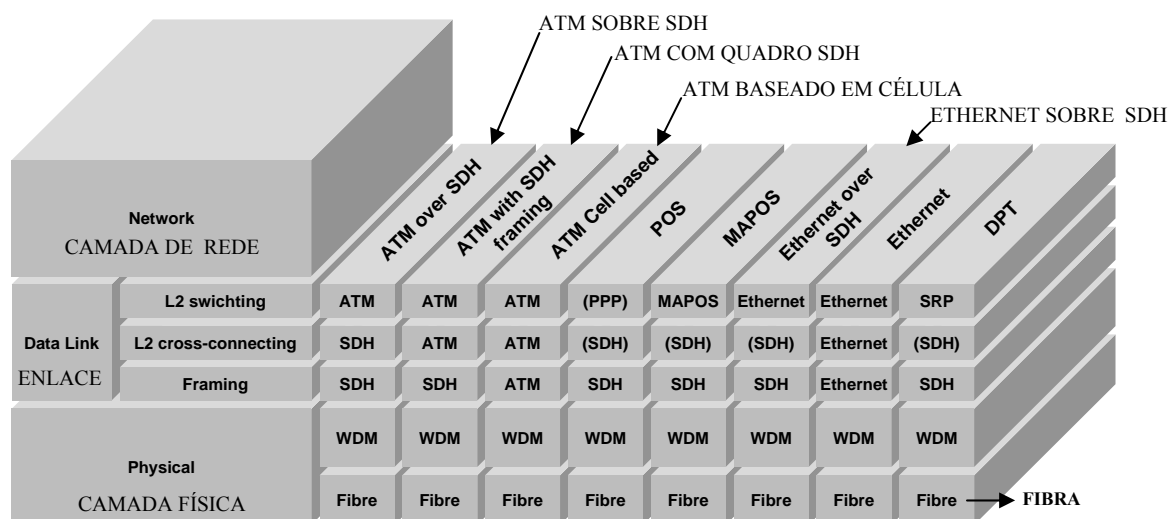 ATM SOBRE SDH
ATM COM QUADRO SDH
ATM BASEADO EM CÉLULA
ETHERNET SOBRE SDH
ATM over SDH
ATM with SDH
framing
ATM Cell based
POS
MAPOS
Ethernet over
SDH
Ethernet
DPT
Network
CAMADA DE REDE
L2 swichting ATM ATM ATM (PPP) MAPOS Ethernet Ethernet SRP
Data Link
ENLACE
L2 cross-connecting SDH ATM ATM (SDH) (SDH) (SDH) Ethernet (SDH)
Framing SDH SDH ATM SDH SDH SDH Ethernet SDH
Physical
CAMADA FÍSICA
WDM WDM WDM WDM WDM WDM WDM WDM
Fibre Fibre Fibre Fibre Fibre Fibre Fibre Fibre FIBRA